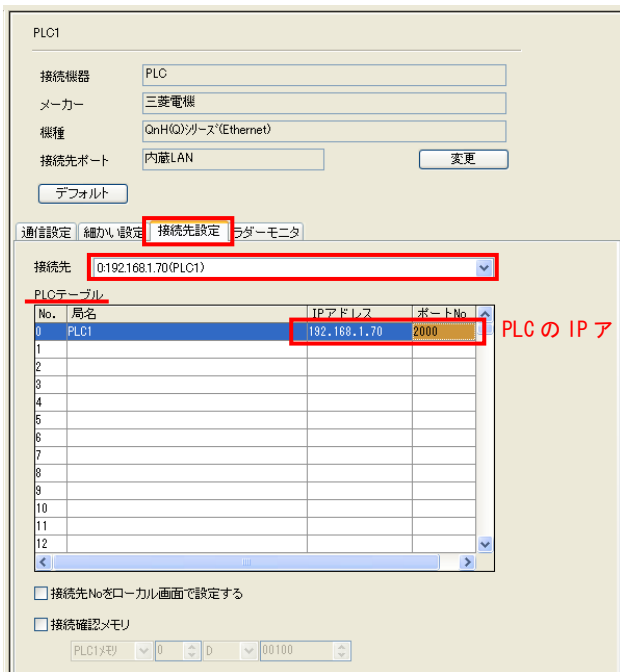 PLC1
接続機器 PLC
メーカー 三菱電機
機種 QnH(Q)シリーズ(Ethernet)
接続先ポート 内蔵LAN 変更
デフォルト
通信設定 細かい設定 接続先設定 ラダーモニタ
接続先 0:192.168.1.70(PLC1)
PLCテーブル
No. 局名 IPアドレス ポートNo
0 PLC1 192.168.1.70 2000 PLCのIPア
1
2
3
4
5
6
7
8
9
10
11
12
接続先Noをローカル画面で設定する
接続確認メモリ
PLC1メモリ 0 D 00100